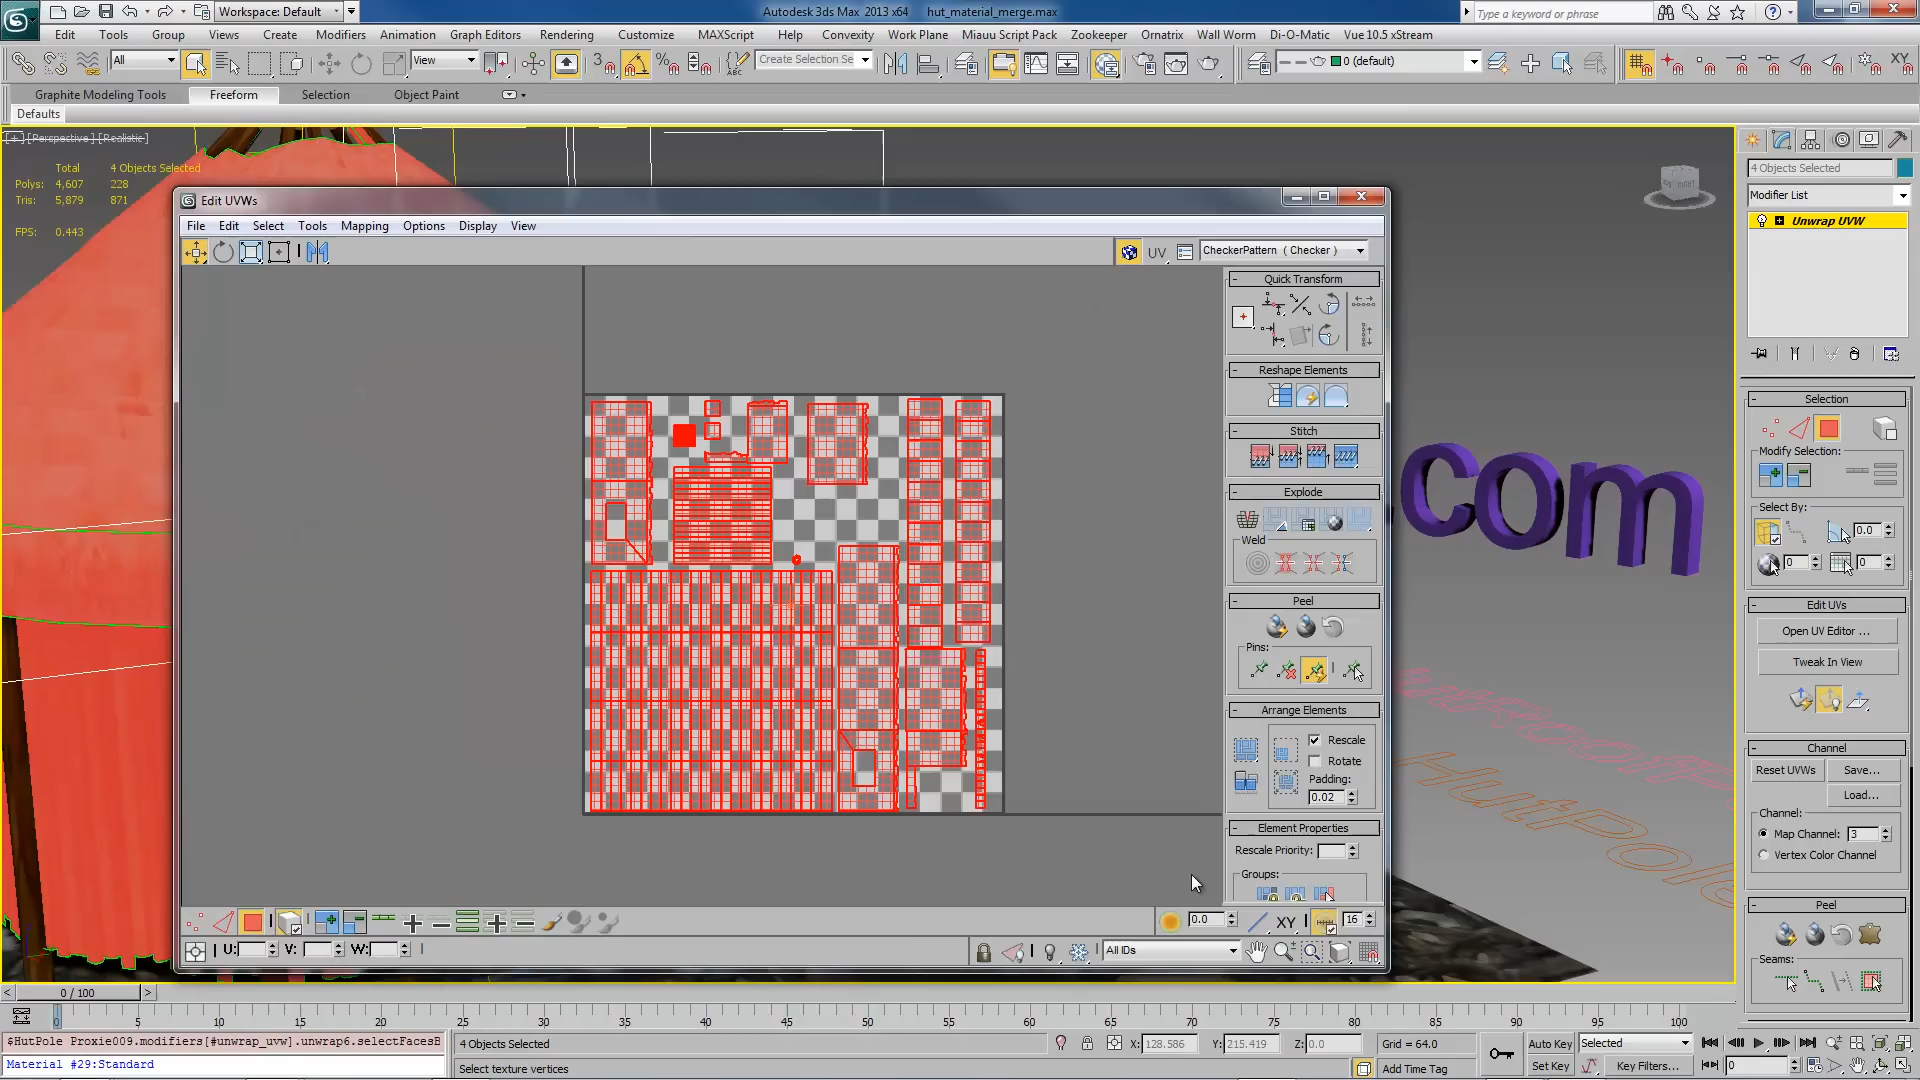 Workspace: Default
Autodesk 3ds Max 2013 x64 hut_material_merge.max
Type a keyword or phrase
Edit Tools Group Views Create Modifiers Animation Graph Editors Rendering Customize MAXScript Help Convexity Work Plane Miauu Script Pack Zookeeper Ornatrix Wall Worm Di-O-Matic Vue 10.5 xStream
All View Create Selection Se 0 (default)
Graphite Modeling Tools Freeform Selection Object Paint
Defaults
[+] [Perspective] [Realistic]
Total 4 Objects Selected
Polys: 4,607 228
Tris: 5,879 871
FPS: 0.443
4 Objects Selected
Modifier List
Unwrap UVW
Edit UVWs
File Edit Select Tools Mapping Options Display View
UV CheckerPattern ( Checker )
Quick Transform
Reshape Elements
Stitch
Explode
Weld
Peel
Pins:
Arrange Elements
Rescale
Rotate
Padding:
0.02
Element Properties
Rescale Priority:
Groups:
0.0 XY 16
U: V: W: All IDs
com
HutPole
Selection
Modify Selection:
Select By:
0.0
0 0
Edit UVs
Open UV Editor ...
Tweak In View
Channel
Reset UVWs Save...
Load...
Channel:
Map Channel: 3
Vertex Color Channel
Peel
Seams:
< 0 / 100 >
0 5 10 15 20 25 30 35 40 45 50 55 60 65 70 75 80 85 90 95 100
$HutPole Proxie009.modifiers[#unwrap_uvw].unwrap6.selectFacesB
Material #29:Standard
4 Objects Selected X: 128.586 Y: 215.419 Z: 0.0 Grid = 64.0 Auto Key Selected
Select texture vertices Add Time Tag Set Key Key Filters... 0